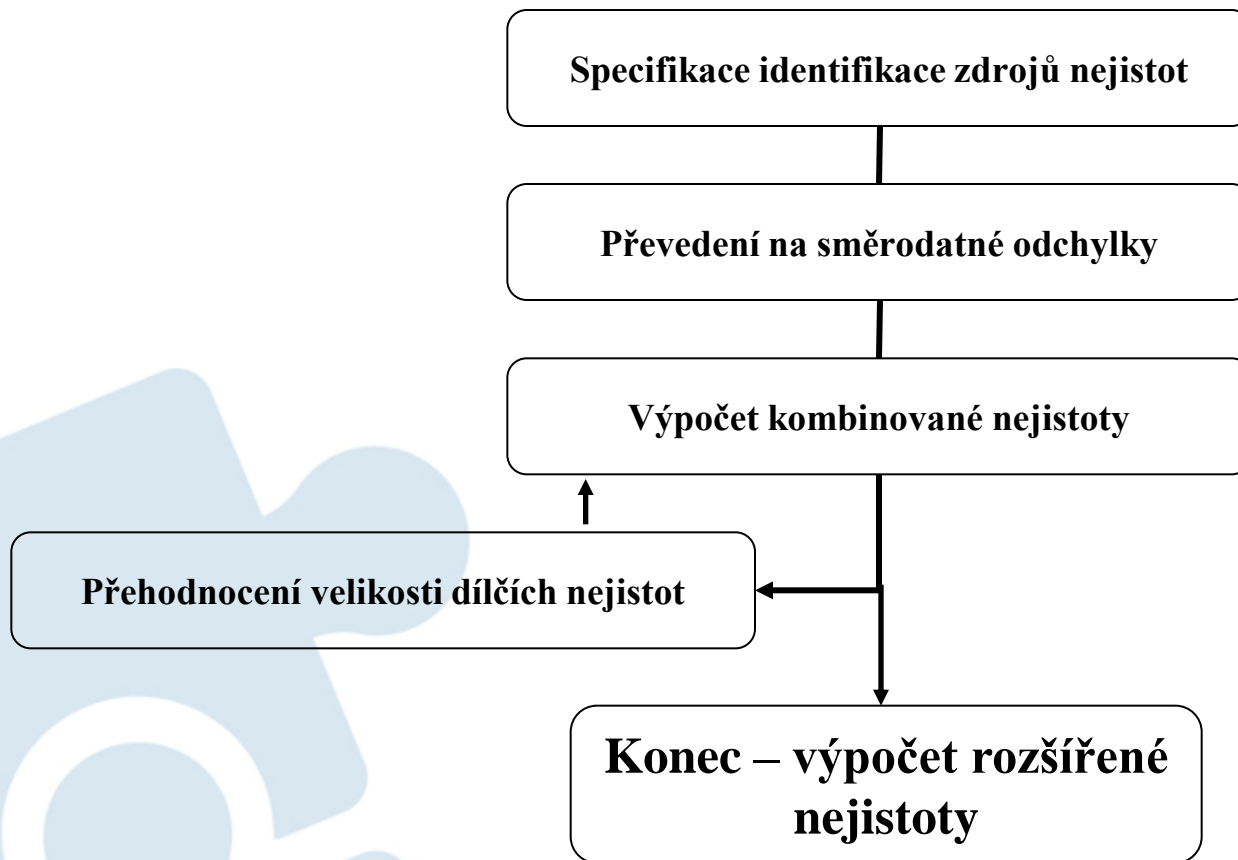 Specifikace identifikace zdrojů nejistot
Převedení na směrodatné odchylky
Výpočet kombinované nejistoty
Přehodnocení velikosti dílčích nejistot
Konec – výpočet rozšířené
nejistoty